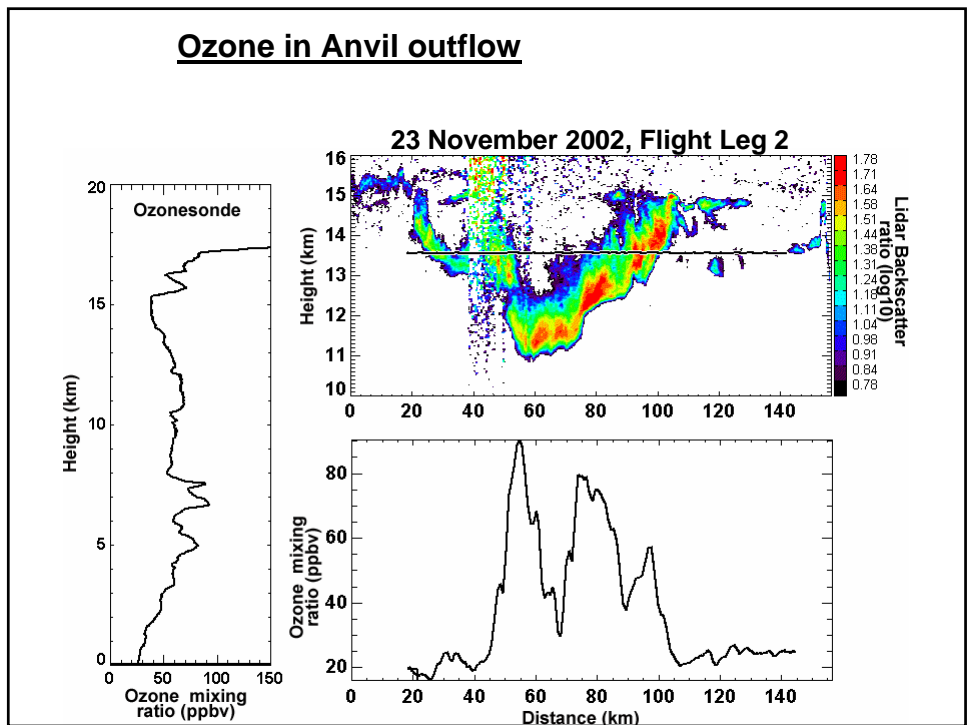 Ozone in Anvil outflow
23 November 2002, Flight Leg 2
Ozonesonde
20
15
10
5
0
Height (km)
0 50 100 150
Ozone mixing
ratio (ppbv)
16
15
14
13
12
11
10
Height (km)
0 20 40 60 80 100 120 140
1.78
1.71
1.64
1.58
1.51
1.44
1.38
1.31
1.24
1.18
1.11
1.04
0.98
0.91
0.84
0.78
Lidar Backscatter
ratio (log10)
80
60
40
20
Ozone mixing
ratio (ppbv)
0 20 40 60 80 100 120 140
Distance (km)